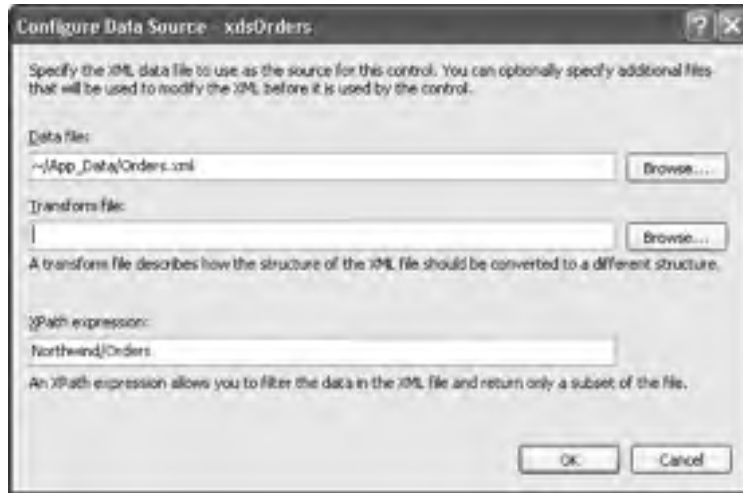 Configure Data Source - xdsOrders
Specify the XML data file to use as the source for this control. You can optionally specify additional files
that will be used to modify the XML before it is used by the control.
Data file:
~/App_Data/Orders.xml
Browse...
Transform file:
Browse...
A transform file describes how the structure of the XML file should be converted to a different structure.
XPath expression:
Northwind/Orders
An XPath expression allows you to filter the data in the XML file and return only a subset of the file.
OK
Cancel